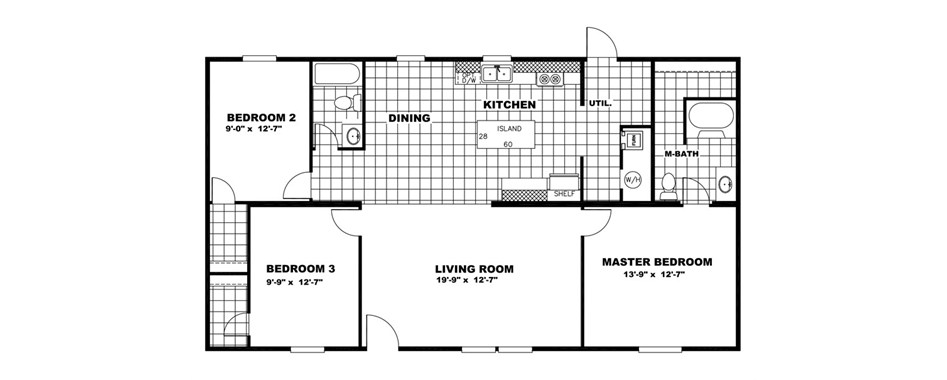 OPT
D/W
BEDROOM 2
9'-0" x 12'-7"
DINING
KITCHEN
UTIL.
ISLAND
28
60
M-BATH
W/H
SHELF
BEDROOM 3
9'-9" x 12'-7"
LIVING ROOM
19'-9" x 12'-7"
MASTER BEDROOM
13'-9" x 12'-7"